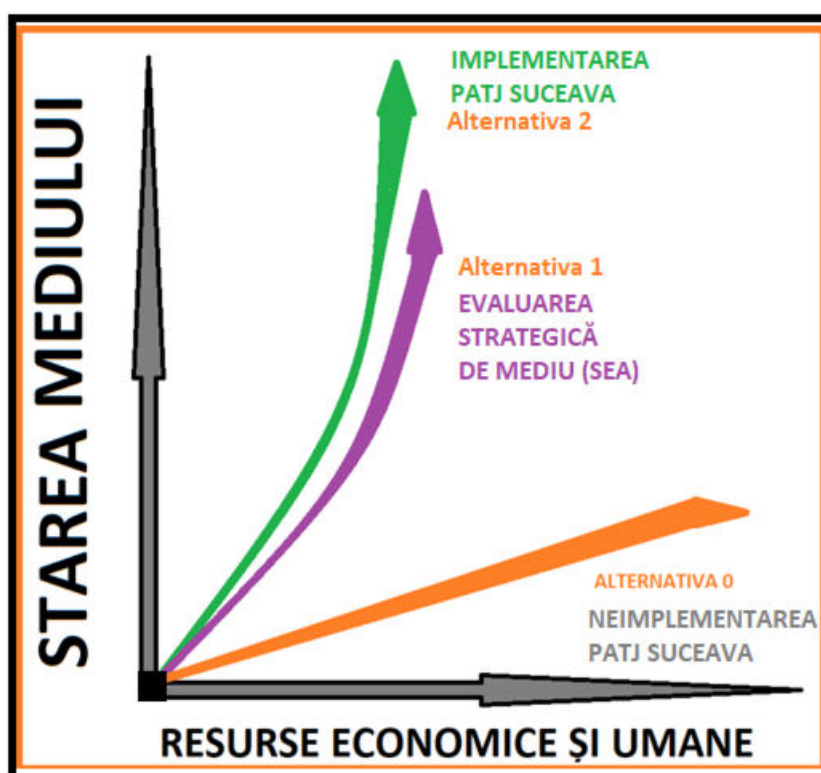 STAREA MEDIULUI
IMPLEMENTAREA
PATJ SUCEAVA
Alternativa 2
Alternativa 1
EVALUAREA
STRATEGICĂ
DE MEDIU (SEA)
ALTERNATIVA 0
NEIMPLEMENTAREA
PATJ SUCEAVA
RESURSE ECONOMICE ȘI UMANE